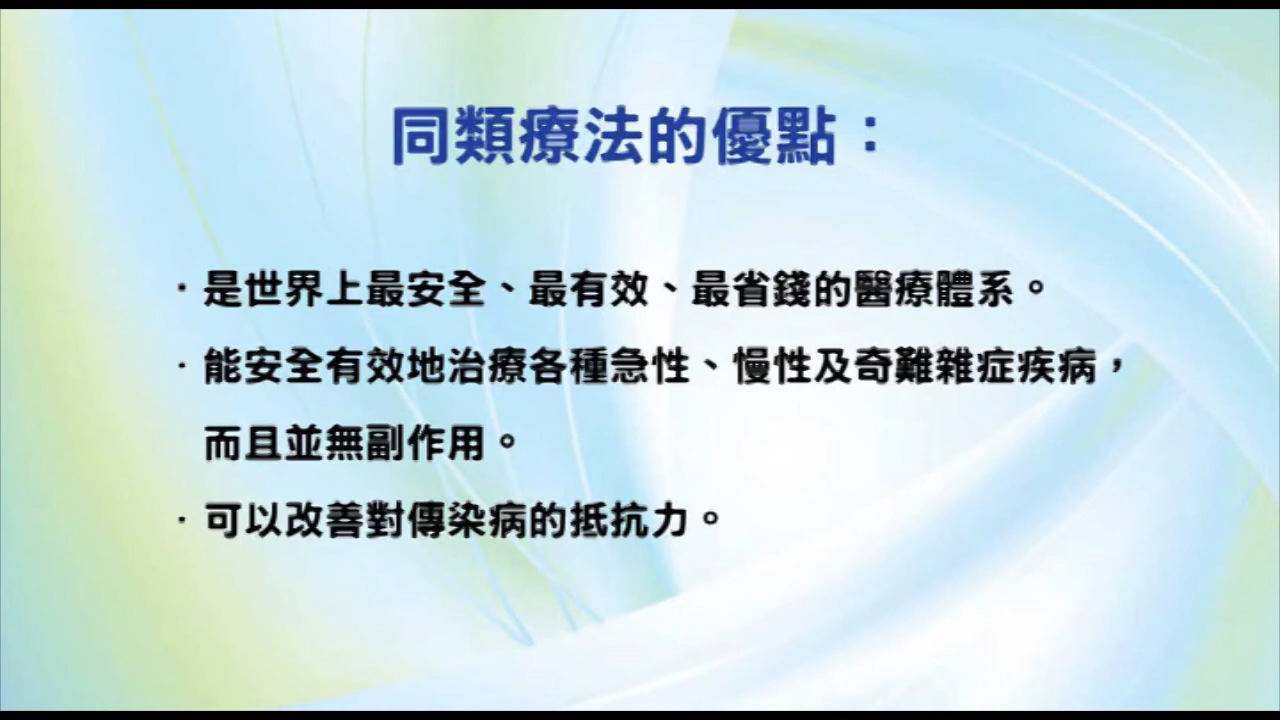 同類療法的優點：
·是世界上最安全、最有效、最省錢的醫療體系。
·能安全有效地治療各種急性、慢性及奇難雜症疾病，
而且並無副作用。
·可以改善對傳染病的抵抗力。